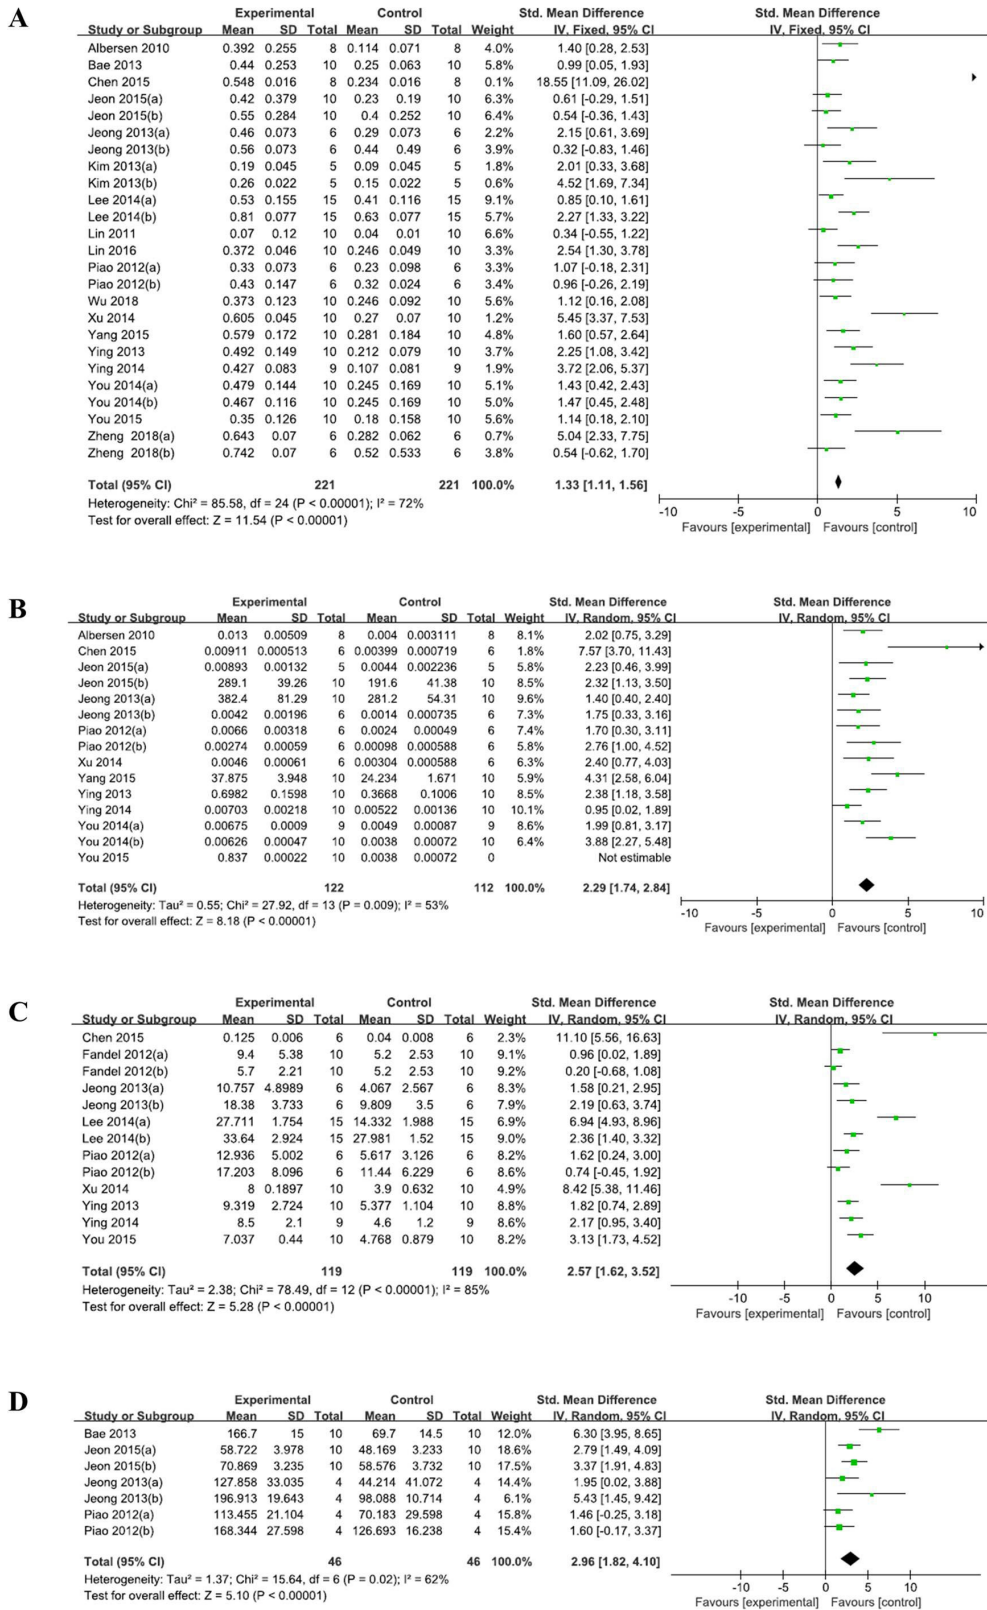 A
Experimental Control Std. Mean Difference Std. Mean Difference
Study or Subgroup Mean SD Total Mean SD Total Weight IV, Fixed, 95% CI IV, Fixed, 95% CI
Albersen 2010 0.392 0.255 8 0.114 0.071 8 4.0% 1.40 [0.28, 2.53]
Bae 2013 0.44 0.253 10 0.25 0.063 10 5.8% 0.99 [0.05, 1.93]
Chen 2015 0.548 0.016 8 0.234 0.016 8 0.1% 18.55 [11.09, 26.02]
Jeon 2015(a) 0.42 0.379 10 0.23 0.19 10 6.3% 0.61 [-0.29, 1.51]
Jeon 2015(b) 0.55 0.284 10 0.4 0.252 10 6.4% 0.54 [-0.36, 1.43]
Jeong 2013(a) 0.46 0.073 6 0.29 0.073 6 2.2% 2.15 [0.61, 3.69]
Jeong 2013(b) 0.56 0.073 6 0.44 0.49 6 3.9% 0.32 [-0.83, 1.46]
Kim 2013(a) 0.19 0.045 5 0.09 0.045 5 1.8% 2.01 [0.33, 3.68]
Kim 2013(b) 0.26 0.022 5 0.15 0.022 5 0.6% 4.52 [1.69, 7.34]
Lee 2014(a) 0.53 0.155 15 0.41 0.116 15 9.1% 0.85 [0.10, 1.61]
Lee 2014(b) 0.81 0.077 15 0.63 0.077 15 5.8% 2.27 [1.33, 3.22]
Lin 2011 0.07 0.12 10 0.04 0.01 10 6.6% 0.34 [-0.55, 1.22]
Lin 2016 0.372 0.046 10 0.246 0.049 10 3.4% 2.54 [1.30, 3.78]
Piao 2012(a) 0.33 0.073 6 0.23 0.098 6 3.3% 1.07 [-0.18, 2.31]
Piao 2012(b) 0.43 0.147 6 0.32 0.024 6 3.4% 0.96 [-0.26, 2.19]
Wu 2018 0.373 0.123 10 0.246 0.092 10 5.6% 1.12 [0.16, 2.08]
Xu 2014 0.605 0.045 10 0.27 0.07 10 1.2% 5.45 [3.37, 7.53]
Yang 2015 0.579 0.172 10 0.281 0.184 10 4.8% 1.60 [0.57, 2.64]
Ying 2013 0.492 0.149 10 0.212 0.079 10 3.7% 2.25 [1.08, 3.42]
Ying 2014 0.427 0.083 9 0.107 0.081 9 1.9% 3.72 [2.06, 5.37]
You 2014(a) 0.479 0.144 10 0.245 0.169 10 5.1% 1.43 [0.42, 2.43]
You 2014(b) 0.467 0.116 10 0.245 0.169 10 5.0% 1.47 [0.45, 2.48]
You 2015 0.35 0.126 10 0.18 0.158 10 5.6% 1.14 [0.18, 2.10]
Zheng 2018(a) 0.643 0.07 6 0.282 0.062 6 0.7% 5.04 [2.33, 7.75]
Zheng 2018(b) 0.742 0.07 6 0.52 0.533 6 3.8% 0.54 [-0.62, 1.70]
Total (95% CI) 221 221 100.0% 1.33 [1.11, 1.56]
Heterogeneity: Chi² = 85.58, df = 24 (P < 0.00001); I² = 72%
Test for overall effect: Z = 11.54 (P < 0.00001)
-10 -5 0 5 10
Favours [experimental] Favours [control]
B
Experimental Control Std. Mean Difference Std. Mean Difference
Study or Subgroup Mean SD Total Mean SD Total Weight IV, Random, 95% CI IV, Random, 95% CI
Albersen 2010 0.013 0.00509 8 0.004 0.003111 8 8.1% 2.02 [0.75, 3.29]
Chen 2015 0.00911 0.000513 6 0.00399 0.000719 6 1.8% 7.57 [3.70, 11.43]
Jeon 2015(a) 0.00893 0.00132 5 0.0044 0.002236 5 5.7% 2.23 [0.46, 3.99]
Jeon 2015(b) 289.1 39.26 10 191.6 41.38 10 8.5% 2.32 [1.13, 3.50]
Jeong 2013(a) 382.4 81.29 10 281.2 54.31 10 9.6% 1.40 [0.40, 2.40]
Jeong 2013(b) 0.0042 0.00196 6 0.0014 0.000735 6 7.3% 1.75 [0.33, 3.16]
Piao 2012(a) 0.0066 0.00318 6 0.0024 0.00049 6 7.3% 1.70 [0.30, 3.11]
Piao 2012(b) 0.00274 0.00059 6 0.00098 0.000588 6 5.8% 2.76 [1.00, 4.52]
Xu 2014 0.0046 0.00061 6 0.00304 0.000588 6 6.3% 2.40 [0.77, 4.03]
Yang 2015 37.875 3.948 10 24.234 1.671 10 5.9% 4.31 [2.58, 6.04]
Ying 2013 0.6982 0.1598 10 0.3668 0.1006 10 8.5% 2.38 [1.18, 3.58]
Ying 2014 0.00703 0.00218 10 0.00522 0.00136 10 10.1% 0.95 [0.02, 1.89]
You 2014(a) 0.00675 0.0009 9 0.0049 0.00087 9 8.6% 1.99 [0.81, 3.17]
You 2014(b) 0.00626 0.00047 10 0.0038 0.00072 10 6.4% 3.88 [2.27, 5.48]
You 2015 0.837 0.00022 10 0.0038 0.00072 0 Not estimable
Total (95% CI) 122 112 100.0% 2.29 [1.74, 2.84]
Heterogeneity: Tau² = 0.55; Chi² = 27.92, df = 13 (P = 0.009); I² = 53%
Test for overall effect: Z = 8.18 (P < 0.00001)
-10 -5 0 5 10
Favours [experimental] Favours [control]
C
Experimental Control Std. Mean Difference Std. Mean Difference
Study or Subgroup Mean SD Total Mean SD Total Weight IV, Random, 95% CI IV, Random, 95% CI
Chen 2015 0.125 0.006 6 0.04 0.008 6 2.3% 11.10 [5.56, 16.63]
Fandel 2012(a) 9.4 5.38 10 5.2 2.53 10 9.1% 0.96 [0.02, 1.89]
Fandel 2012(b) 5.7 2.21 10 5.2 2.53 10 9.2% 0.20 [-0.68, 1.08]
Jeong 2013(a) 10.757 4.8989 6 4.067 2.567 6 8.3% 1.58 [0.21, 2.95]
Jeong 2013(b) 18.38 3.733 6 9.809 3.5 6 7.9% 2.19 [0.63, 3.74]
Lee 2014(a) 27.711 1.754 15 14.332 1.988 15 6.9% 6.94 [4.93, 8.96]
Lee 2014(b) 33.64 2.924 15 27.981 1.52 15 9.0% 2.36 [1.40, 3.32]
Piao 2012(a) 12.936 5.002 6 5.617 3.126 6 8.2% 1.62 [0.24, 3.00]
Piao 2012(b) 17.203 8.096 6 11.44 6.229 6 8.6% 0.74 [-0.45, 1.92]
Xu 2014 8 0.1897 10 3.9 0.632 10 4.9% 8.42 [5.38, 11.46]
Ying 2013 9.319 2.724 10 5.377 1.104 10 8.8% 1.82 [0.74, 2.89]
Ying 2014 8.5 2.1 9 4.6 1.2 9 8.6% 2.17 [0.95, 3.40]
You 2015 7.037 0.44 10 4.768 0.879 10 8.2% 3.13 [1.73, 4.52]
Total (95% CI) 119 119 100.0% 2.57 [1.62, 3.52]
Heterogeneity: Tau² = 2.38; Chi² = 78.49, df = 12 (P < 0.00001); I² = 85%
Test for overall effect: Z = 5.28 (P < 0.00001)
-10 -5 0 5 10
Favours [experimental] Favours [control]
D
Experimental Control Std. Mean Difference Std. Mean Difference
Study or Subgroup Mean SD Total Mean SD Total Weight IV, Random, 95% CI IV, Random, 95% CI
Bae 2013 166.7 15 10 69.7 14.5 10 12.0% 6.30 [3.95, 8.65]
Jeon 2015(a) 58.722 3.978 10 48.169 3.233 10 18.6% 2.79 [1.49, 4.09]
Jeon 2015(b) 70.869 3.235 10 58.576 3.732 10 17.5% 3.37 [1.91, 4.83]
Jeong 2013(a) 127.858 33.035 4 44.214 41.072 4 14.4% 1.95 [0.02, 3.88]
Jeong 2013(b) 196.913 19.643 4 98.088 10.714 4 6.1% 5.43 [1.45, 9.42]
Piao 2012(a) 113.455 21.104 4 70.183 29.598 4 15.8% 1.46 [-0.25, 3.18]
Piao 2012(b) 168.344 27.598 4 126.693 16.238 4 15.4% 1.60 [-0.17, 3.37]
Total (95% CI) 46 46 100.0% 2.96 [1.82, 4.10]
Heterogeneity: Tau² = 1.37; Chi² = 15.64, df = 6 (P = 0.02); I² = 62%
Test for overall effect: Z = 5.10 (P < 0.00001)
-10 -5 0 5 10
Favours [experimental] Favours [control]